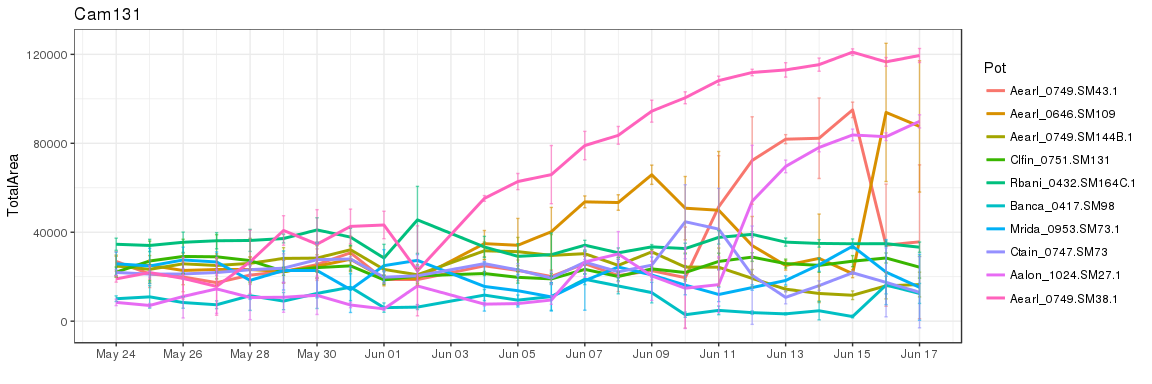 Cam131
TotalArea
120000
80000
40000
0
May 24 May 26 May 28 May 30 Jun 01 Jun 03 Jun 05 Jun 07 Jun 09 Jun 11 Jun 13 Jun 15 Jun 17
Pot
Aearl_0749.SM43.1
Aearl_0646.SM109
Aearl_0749.SM144B.1
Clfin_0751.SM131
Rbani_0432.SM164C.1
Banca_0417.SM98
Mrida_0953.SM73.1
Ctain_0747.SM73
Aalon_1024.SM27.1
Aearl_0749.SM38.1